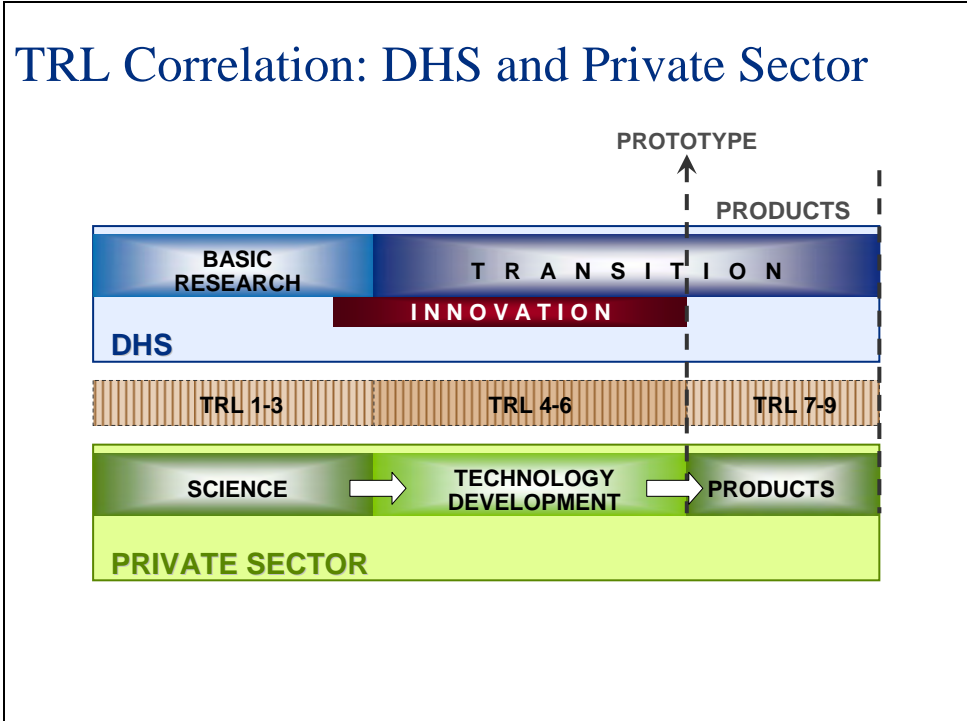 TRL Correlation: DHS and Private Sector
PROTOTYPE
PRODUCTS
BASIC
RESEARCH
T R A N S I T I O N
I N N O V A T I O N
DHS
TRL 1-3
TRL 4-6
TRL 7-9
SCIENCE
TECHNOLOGY
DEVELOPMENT
PRODUCTS
PRIVATE SECTOR